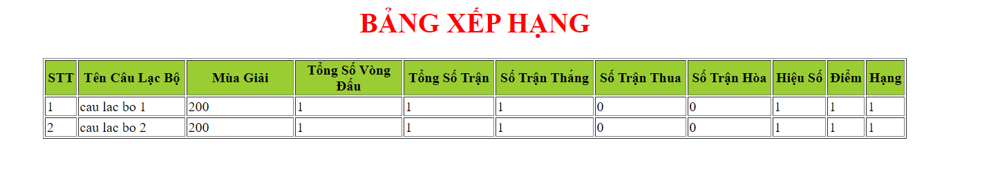 BẢNG XẾP HẠNG
STT Tên Câu Lạc Bộ Mùa Giải Tổng Số Vòng Đấu Tổng Số Trận Số Trận Thắng Số Trận Thua Số Trận Hòa Hiệu Số Điểm Hạng
1 cau lac bo 1 200 1 1 1 0 0 1 1 1
2 cau lac bo 2 200 1 1 1 0 0 1 1 1